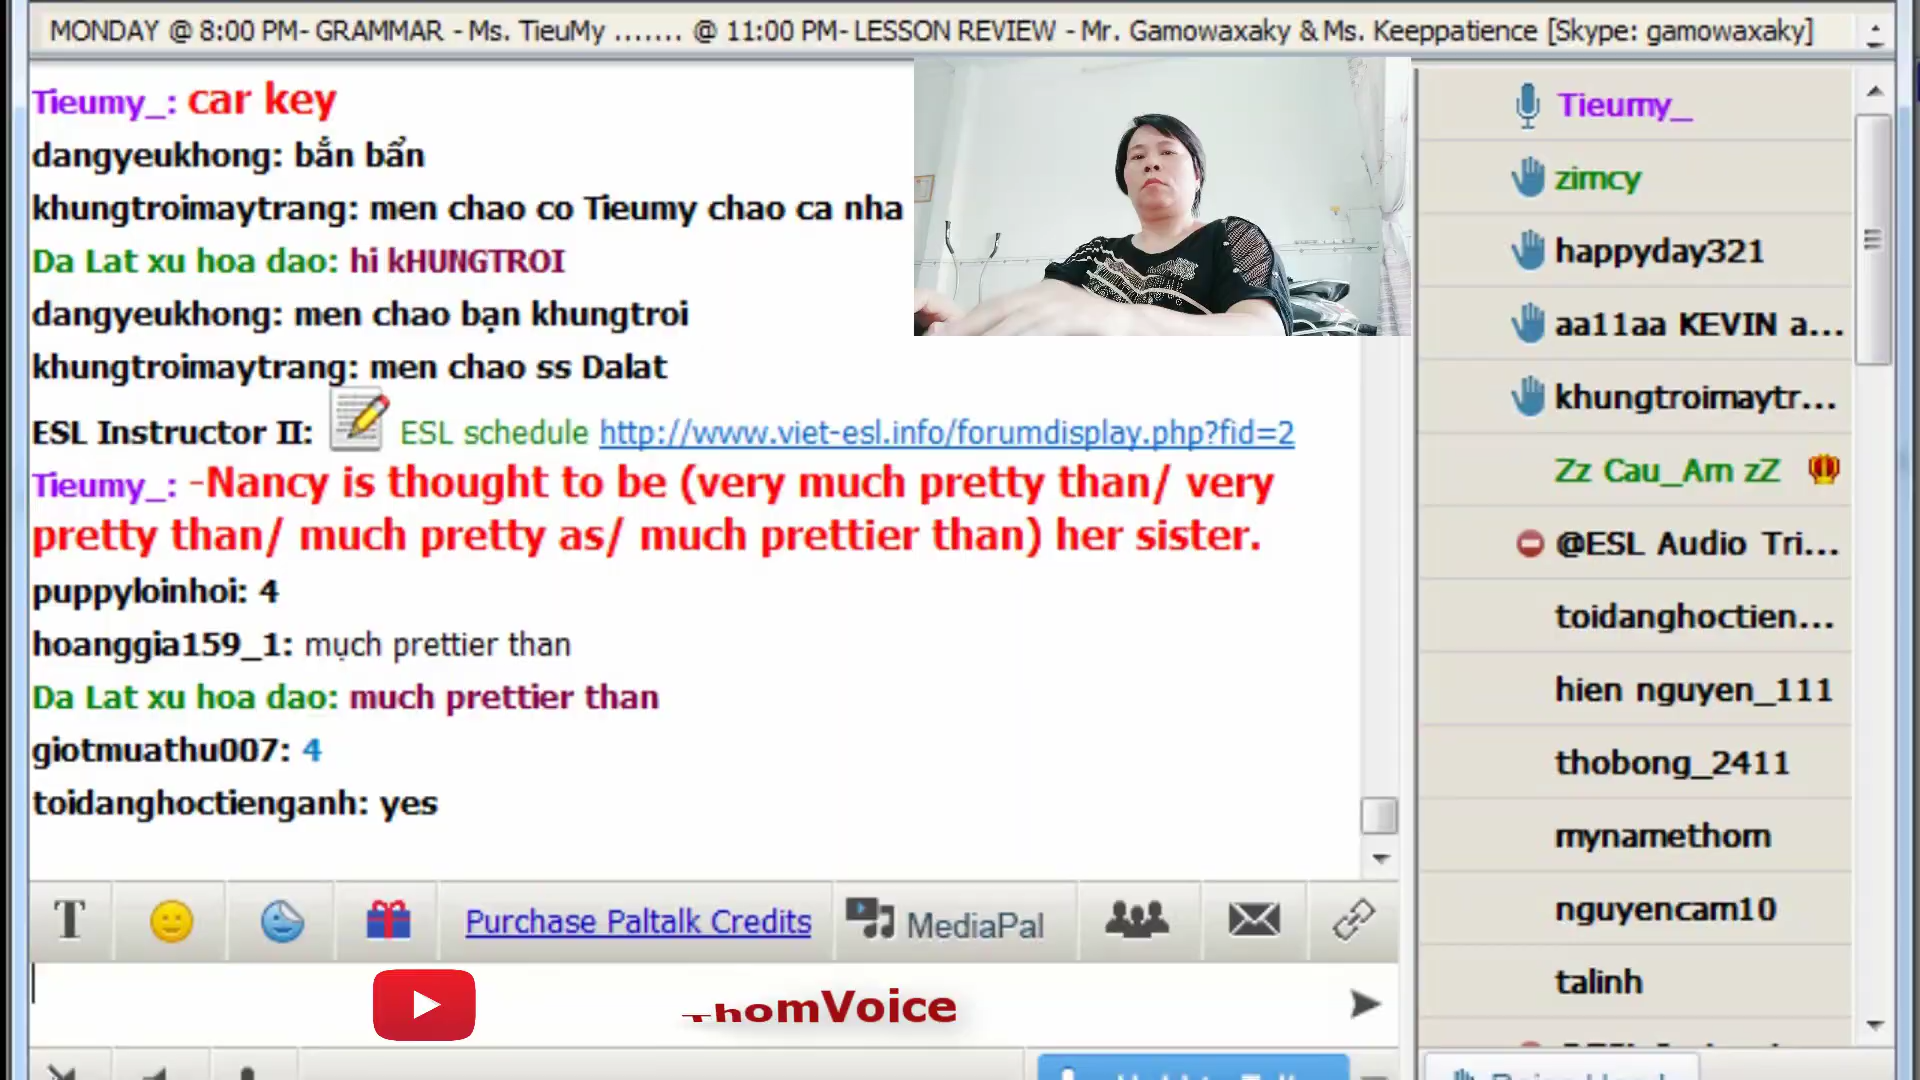 MONDAY @ 8:00 PM- GRAMMAR - Ms. TieuMy ....... @ 11:00 PM- LESSON REVIEW - Mr. Gamowaxaky & Ms. Keeppatience [Skype: gamowaxaky]
Tieumy_: car key
dangyeukhong: bắn bẩn
khungtroimaytrang: men chao co Tieumy chao ca nha
Da Lat xu hoa dao: hi kHUNGTROI
dangyeukhong: men chao bạn khungtroi
khungtroimaytrang: men chao ss Dalat
ESL Instructor II: ESL schedule http://www.viet-esl.info/forumdisplay.php?fid=2
Tieumy_: -Nancy is thought to be (very much pretty than/ very
pretty than/ much pretty as/ much prettier than) her sister.
puppyloinhoi: 4
hoanggia159_1: mục prettier than
Da Lat xu hoa dao: much prettier than
giotmuathu007: 4
toidanghoctienganh: yes
T
Purchase Paltalk Credits
MediaPal
ThomVoice
Tieumy_
zimcy
happyday321
aa11aa KEVIN a...
khungtroimaytr...
Zz Cau_Am zZ
@ESL Audio Tri...
toidanghoctien...
hien nguyen_111
thobong_2411
mynamethom
nguyencam10
talinh